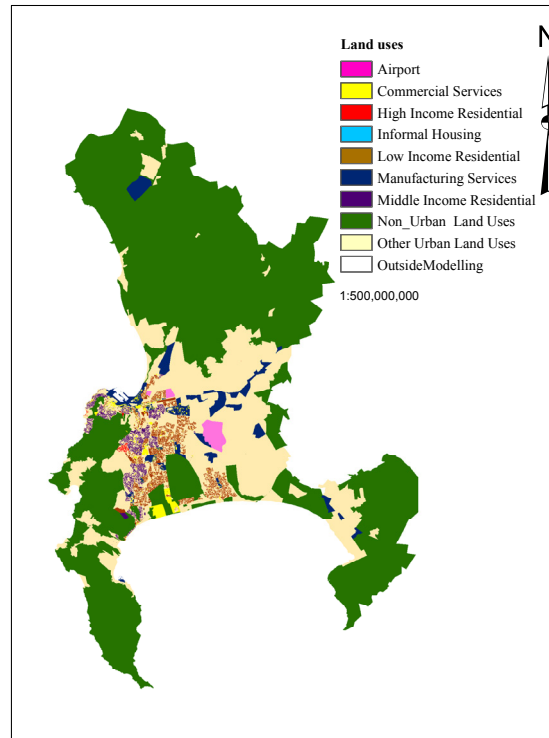 N
Land uses
Airport
Commercial Services
High Income Residential
Informal Housing
Low Income Residential
Manufacturing Services
Middle Income Residential
Non_Urban Land Uses
Other Urban Land Uses
OutsideModelling
1:500,000,000